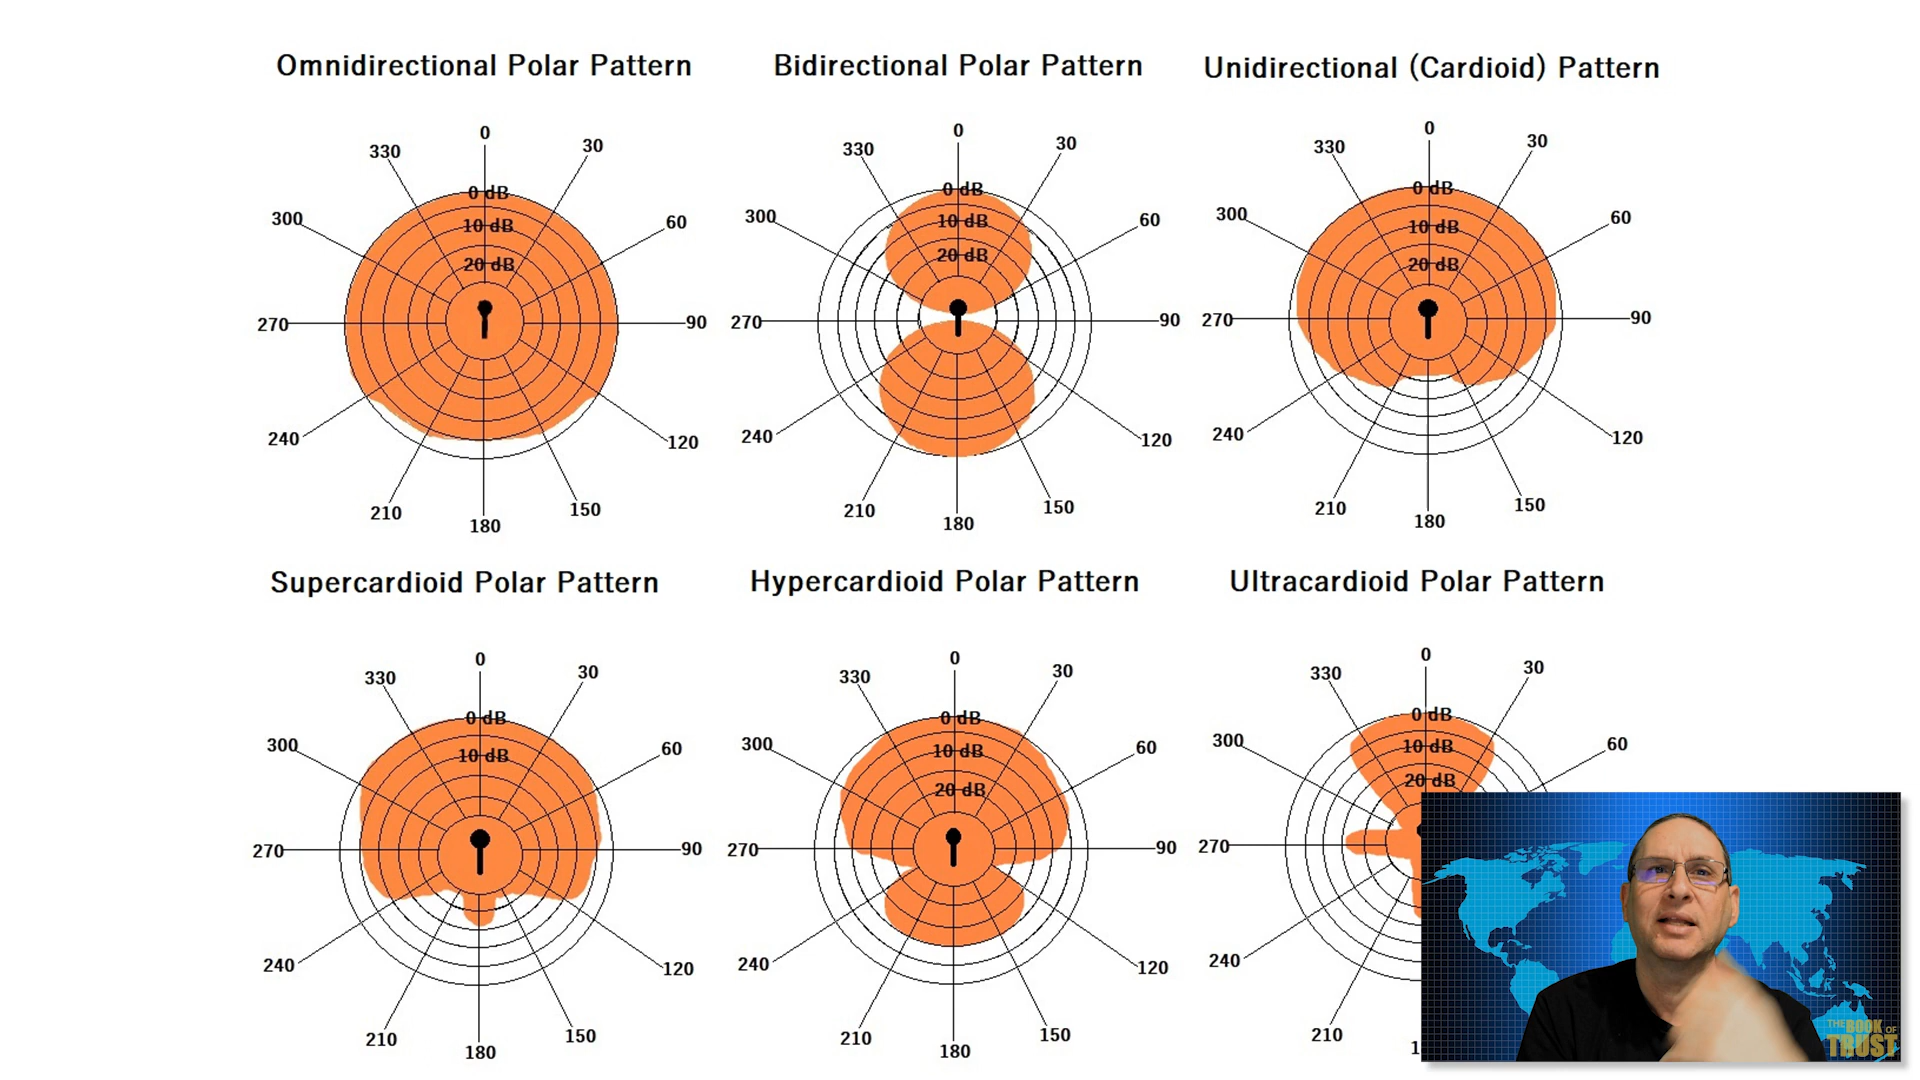 Omnidirectional Polar Pattern
Bidirectional Polar Pattern
Unidirectional (Cardioid) Pattern
0
330
30
0 dB
300
10 dB
60
20 dB
270
90
240
120
210
150
180
0
330
30
0 dB
300
10 dB
60
20 dB
270
90
240
120
210
150
180
0
330
30
0 dB
300
10 dB
60
20 dB
270
90
240
120
210
150
180
Supercardioid Polar Pattern
Hypercardioid Polar Pattern
Ultracardioid Polar Pattern
0
330
30
0 dB
300
10 dB
60
270
90
240
120
210
150
180
0
330
30
0 dB
300
10 dB
60
20 dB
270
90
240
120
210
150
180
0
330
30
0 dB
300
10 dB
60
20 dB
270
240
210
THE BOOK OF
TRUST